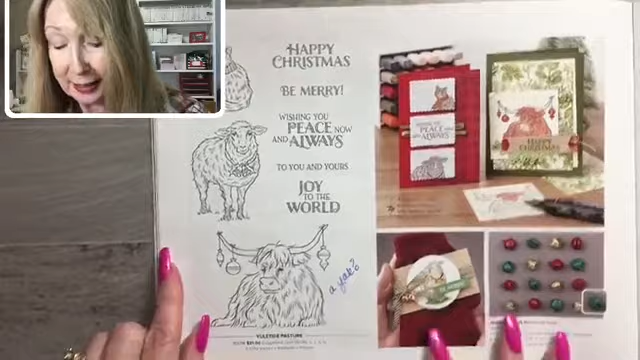 HAPPY
CHRISTMAS
BE MERRY!
WISHING YOU
PEACE NOW
AND ALWAYS
TO YOU AND YOURS
JOY
TO THE
WORLD
a yak?
YULETIDE PASTURE
PEACE NOW
ALWAYS
HAPPY
CHRISTMAS